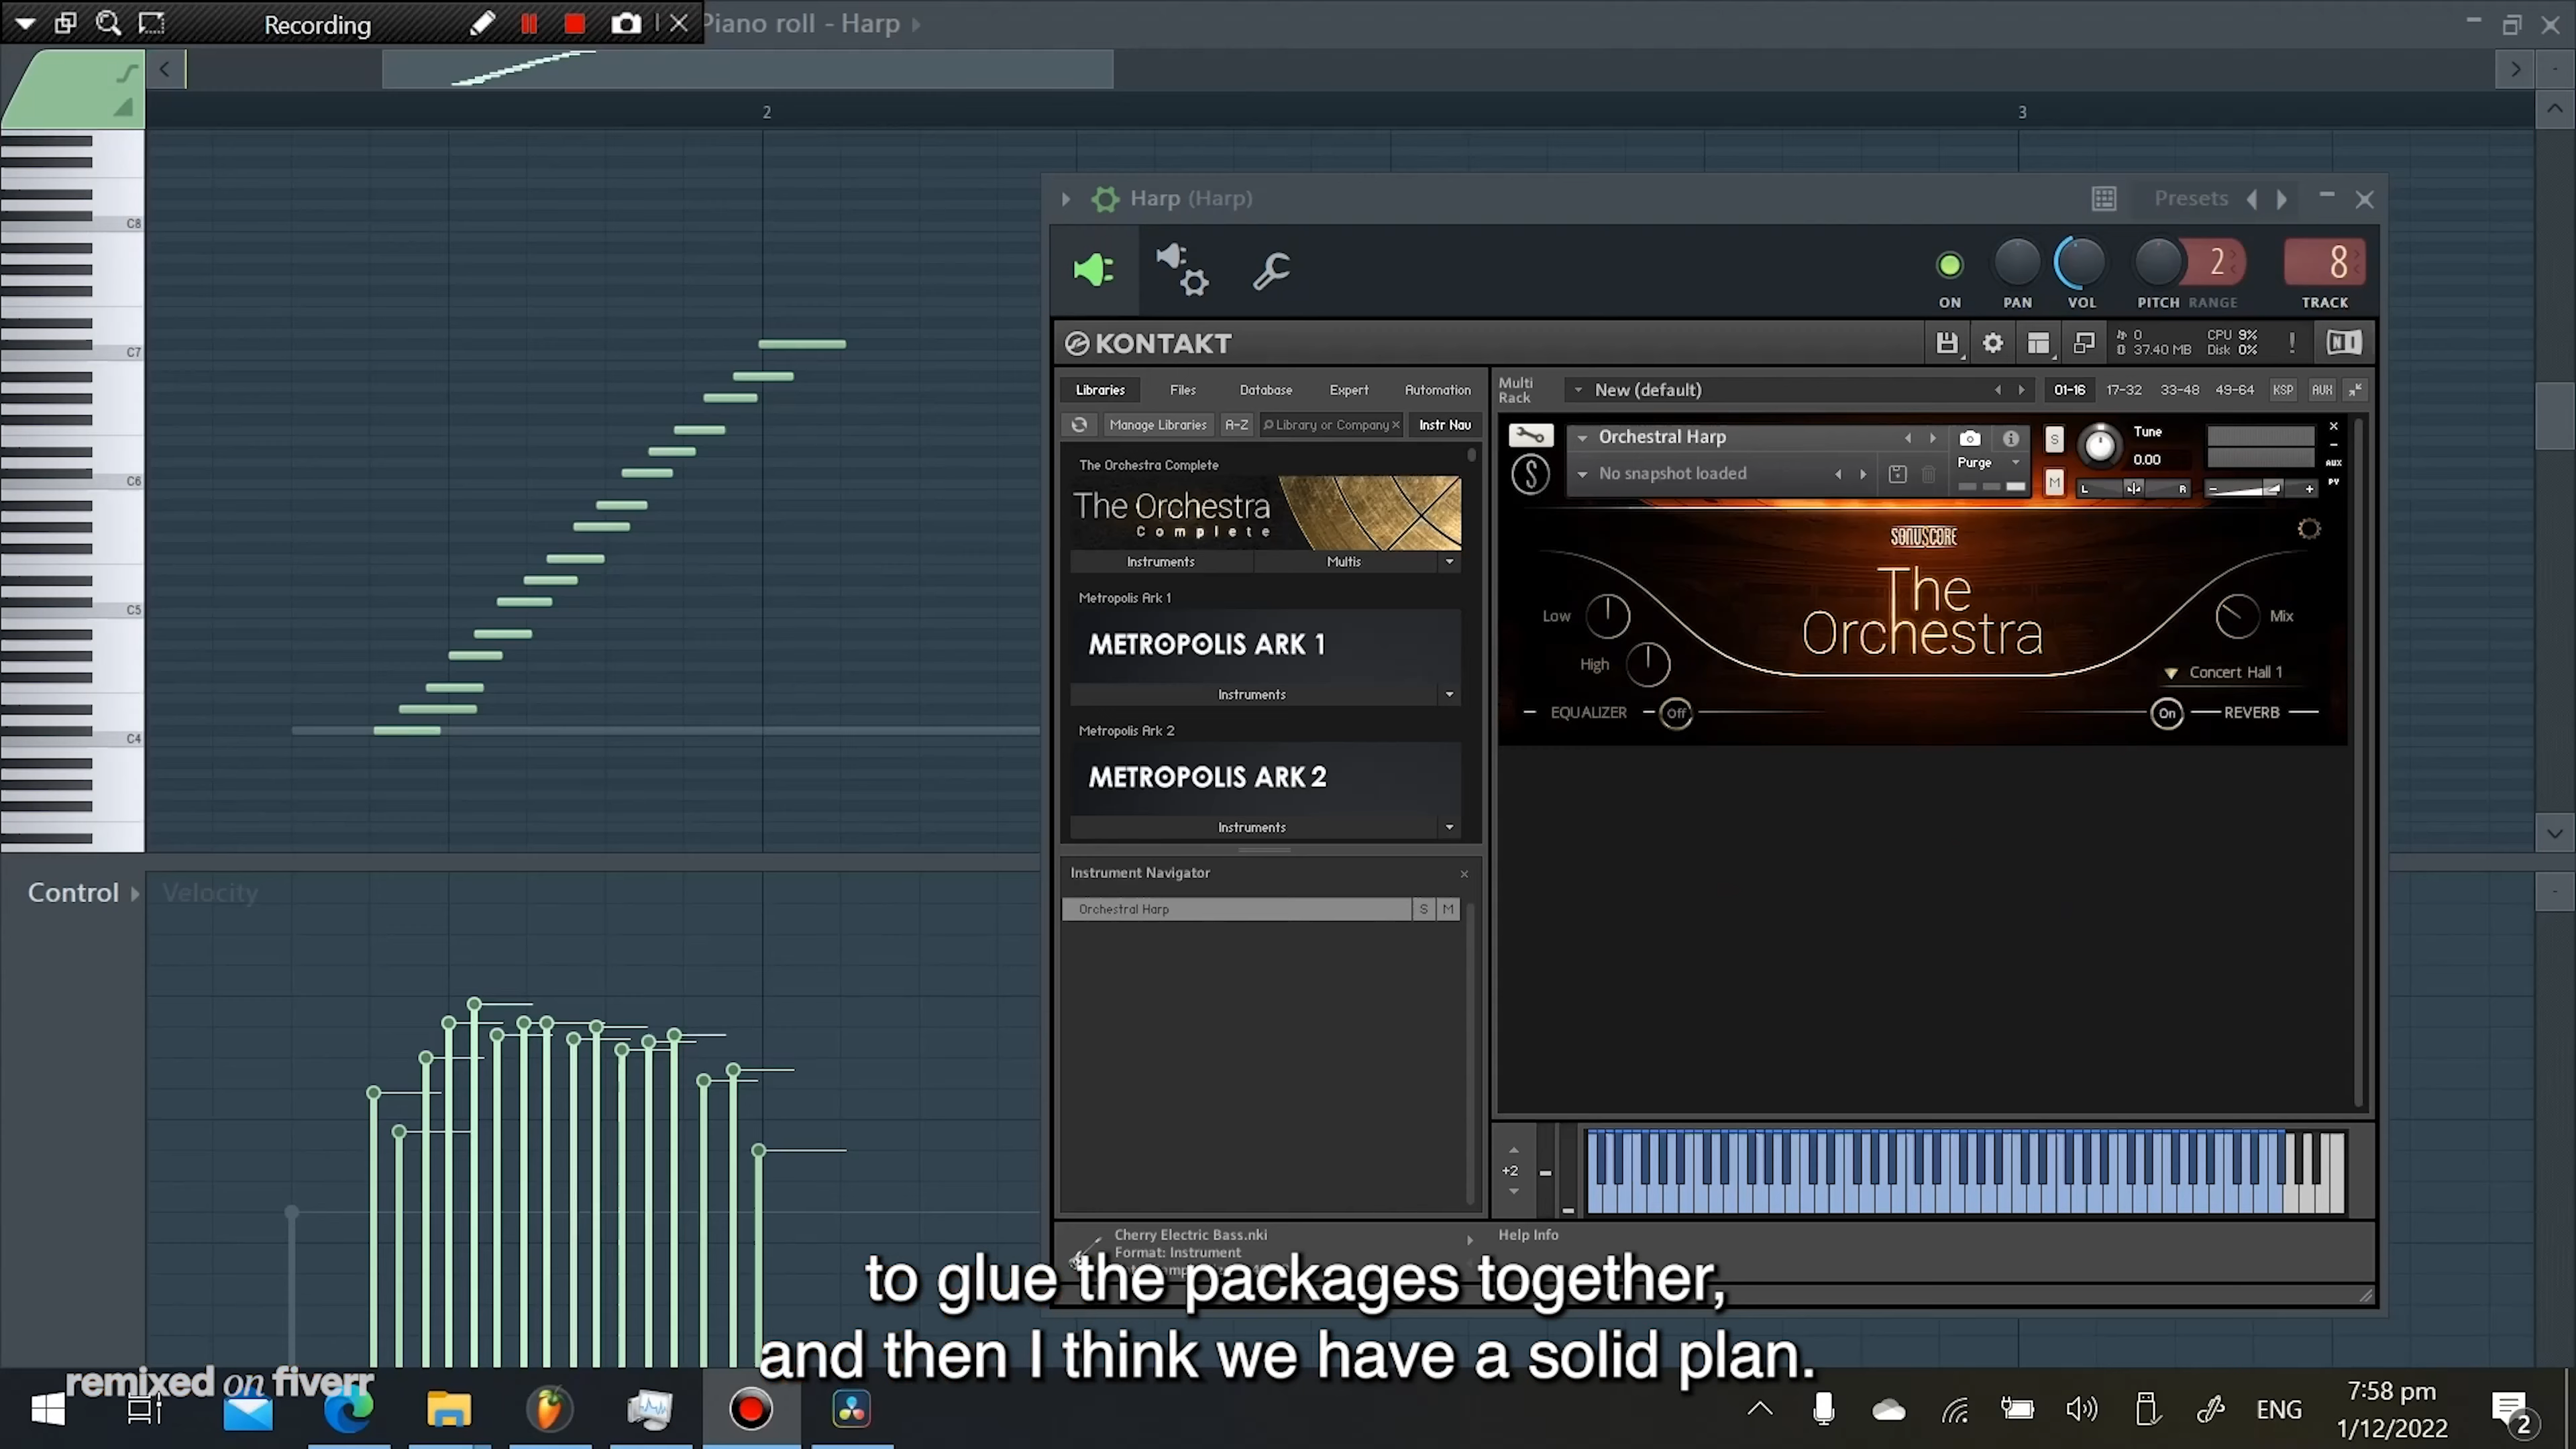 Recording
Piano roll - Harp
2
3
C8
C7
C6
C5
C4
Harp (Harp)
Presets
2
8
ON
PAN
VOL
PITCH
RANGE
TRACK
KONTAKT
0
37.40 MB
CPU 9%
Disk 0%
!
NI
Libraries
Files
Database
Expert
Automation
Multi
Rack
New (default)
01-16
17-32
33-48
49-64
KSP
AUX
Manage Libraries
A-Z
Library or Company
Instr Nav
Orchestral Harp
No snapshot loaded
Purge
S
M
Tune
0.00
L
R
AUX
PV
The Orchestra Complete
The Orchestra
Complete
Instruments
Multis
Metropolis Ark 1
METROPOLIS ARK 1
Instruments
Metropolis Ark 2
METROPOLIS ARK 2
Instruments
SONUSCORE
The
Orchestra
Low
High
Mix
Concert Hall 1
EQUALIZER
Off
On
REVERB
Instrument Navigator
Orchestral Harp
S
M
Control
Velocity
+2
Cherry Electric Bass.nki
Format: Instrument
Help Info
to glue the packages together,
and then I think we have a solid plan.
remixed on fiverr
ENG
7:58 pm
1/12/2022
2